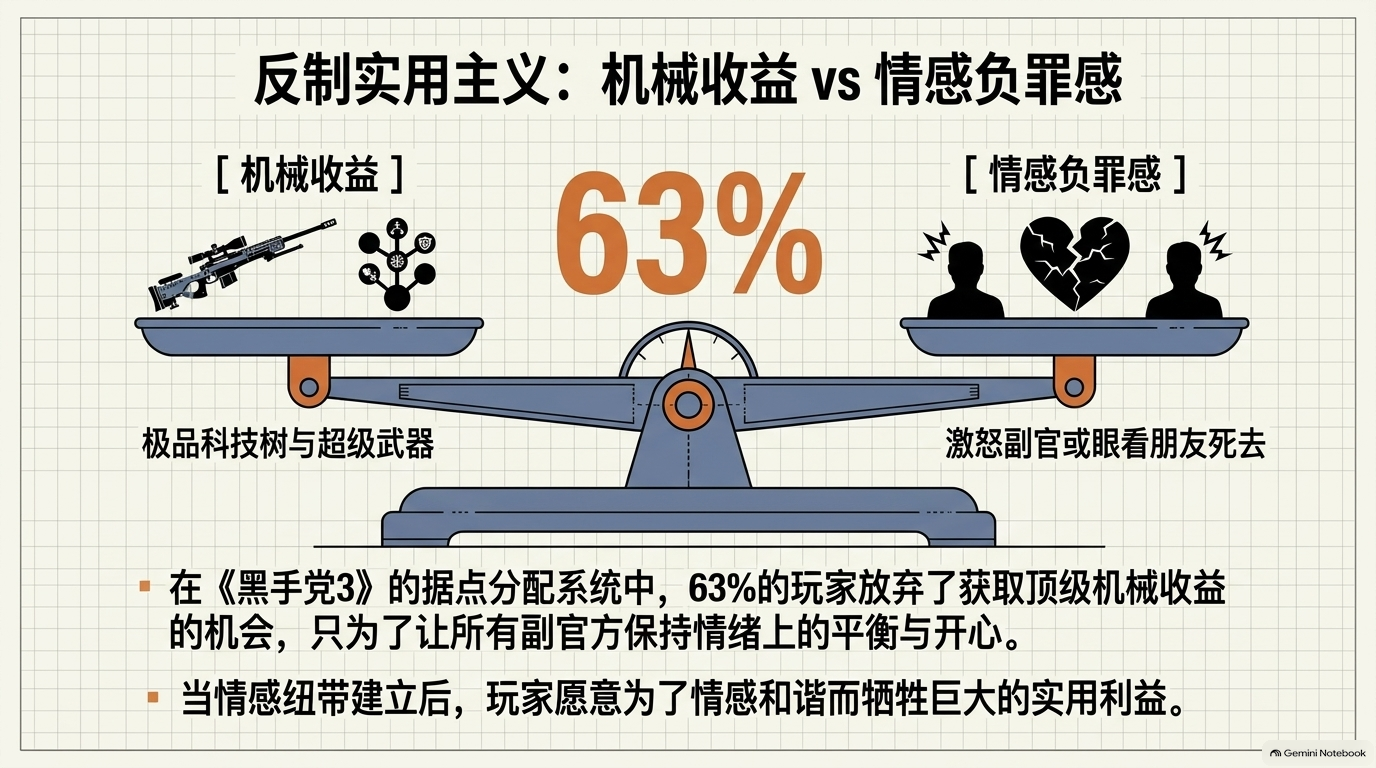 反制实用主义：机械收益 vs 情感负罪感
[ 机械收益 ]
63%
[ 情感负罪感 ]
极品科技树与超级武器
激怒副官或眼看朋友死去
▪ 在《黑手党3》的据点分配系统中，63%的玩家放弃了获取顶级机械收益
的机会，只为了让所有副官方保持情绪上的平衡与开心。
▪ 当情感纽带建立后，玩家愿意为了情感和谐而牺牲巨大的实用利益。
Gemini Notebook